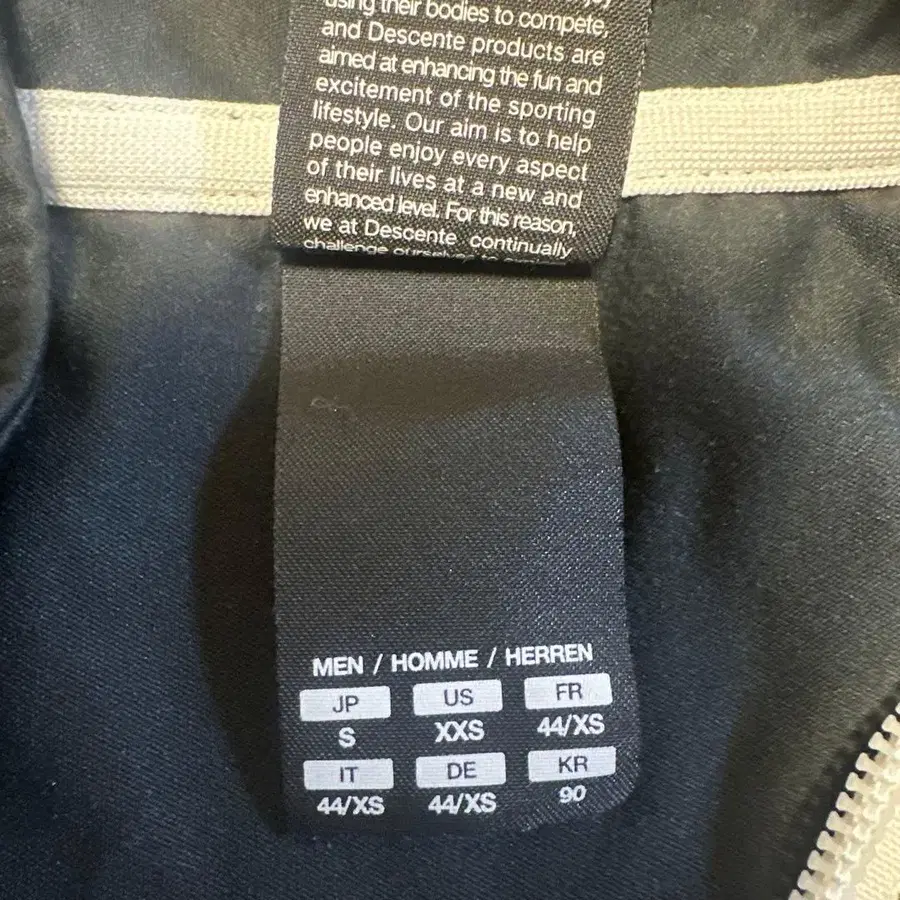 using their bodies to compete,
and Descente products are
aimed at enhancing the fun and
excitement of the sporting
lifestyle. Our aim is to help
people enjoy every aspect
of their lives at a new and
enhanced level. For this reason,
we at Descente continually
challenge ourselves to
MEN / HOMME / HERREN
JP US FR
S XXS 44/XS
IT DE KR
44/XS 44/XS 90